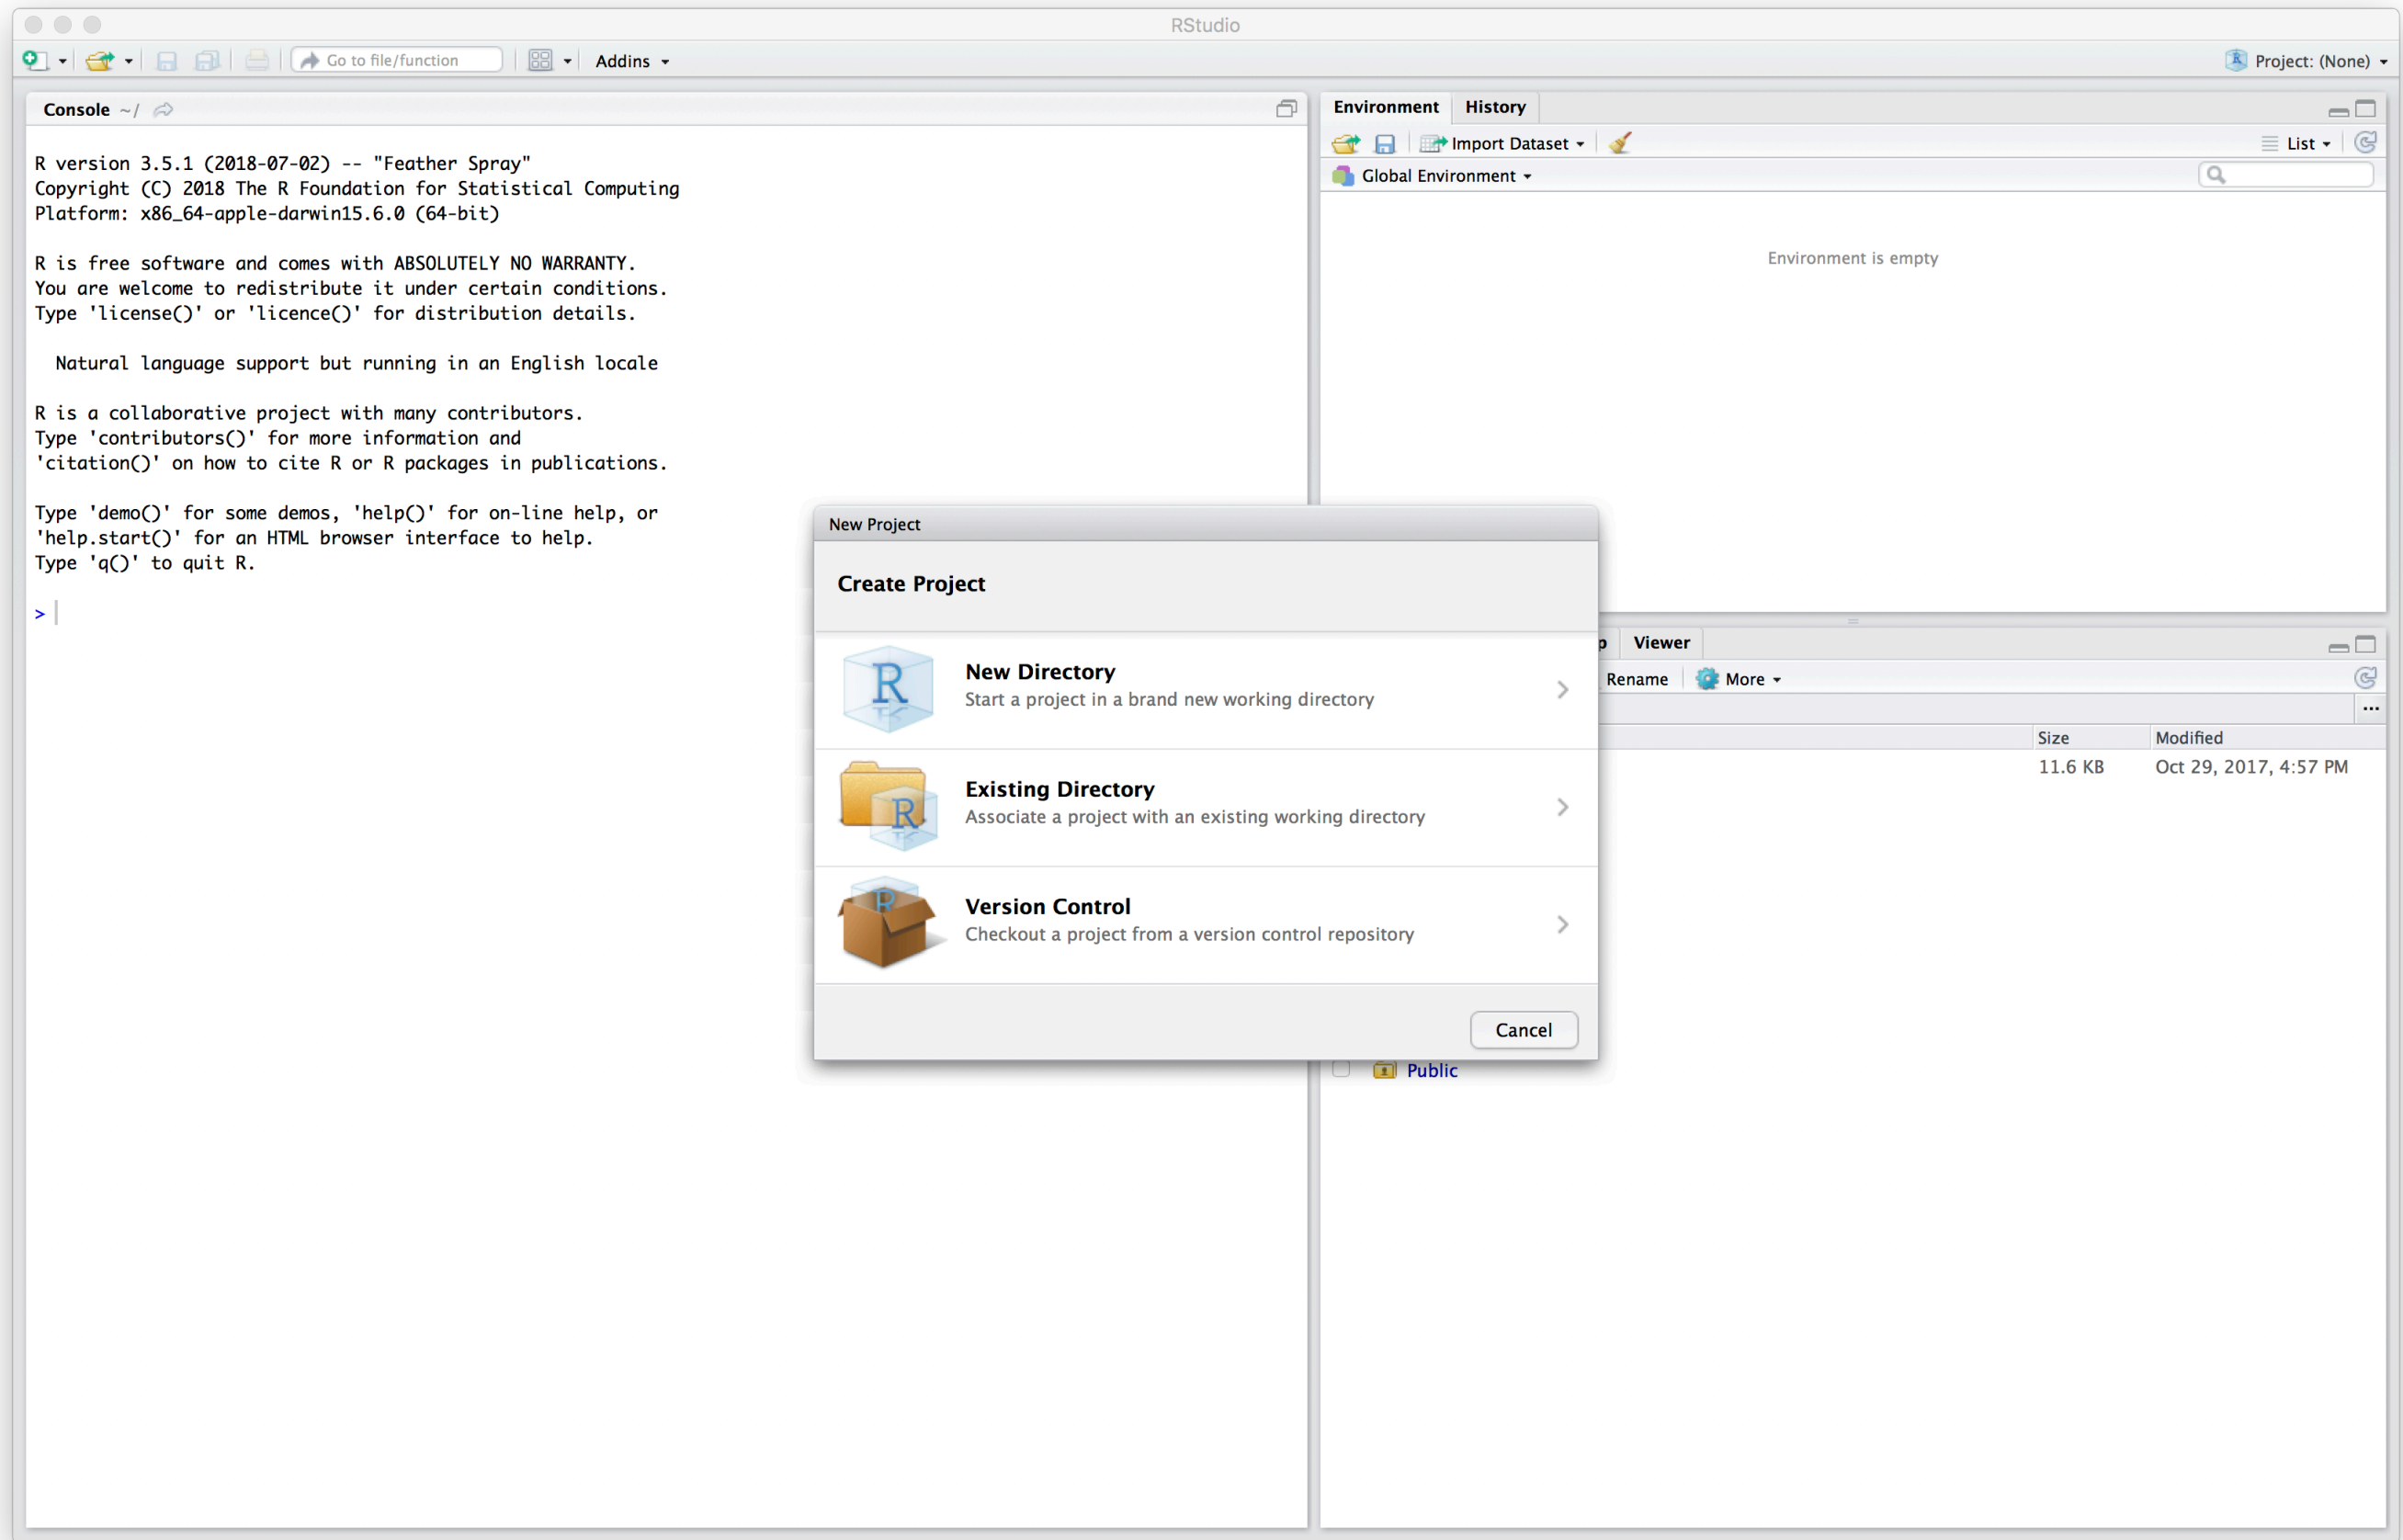 RStudio
Go to file/function
Addins
Project: (None)
Console ~/
R version 3.5.1 (2018-07-02) -- "Feather Spray"
Copyright (C) 2018 The R Foundation for Statistical Computing
Platform: x86_64-apple-darwin15.6.0 (64-bit)
R is free software and comes with ABSOLUTELY NO WARRANTY.
You are welcome to redistribute it under certain conditions.
Type 'license()' or 'licence()' for distribution details.
Natural language support but running in an English locale
R is a collaborative project with many contributors.
Type 'contributors()' for more information and
'citation()' on how to cite R or R packages in publications.
Type 'demo()' for some demos, 'help()' for on-line help, or
'help.start()' for an HTML browser interface to help.
Type 'q()' to quit R.
>
Environment History
Import Dataset
List
Global Environment
Environment is empty
New Project
Create Project
R
New Directory
Start a project in a brand new working directory
R
Existing Directory
Associate a project with an existing working directory
R
Version Control
Checkout a project from a version control repository
Cancel
p Viewer
Rename More
...
Size Modified
11.6 KB Oct 29, 2017, 4:57 PM
Public